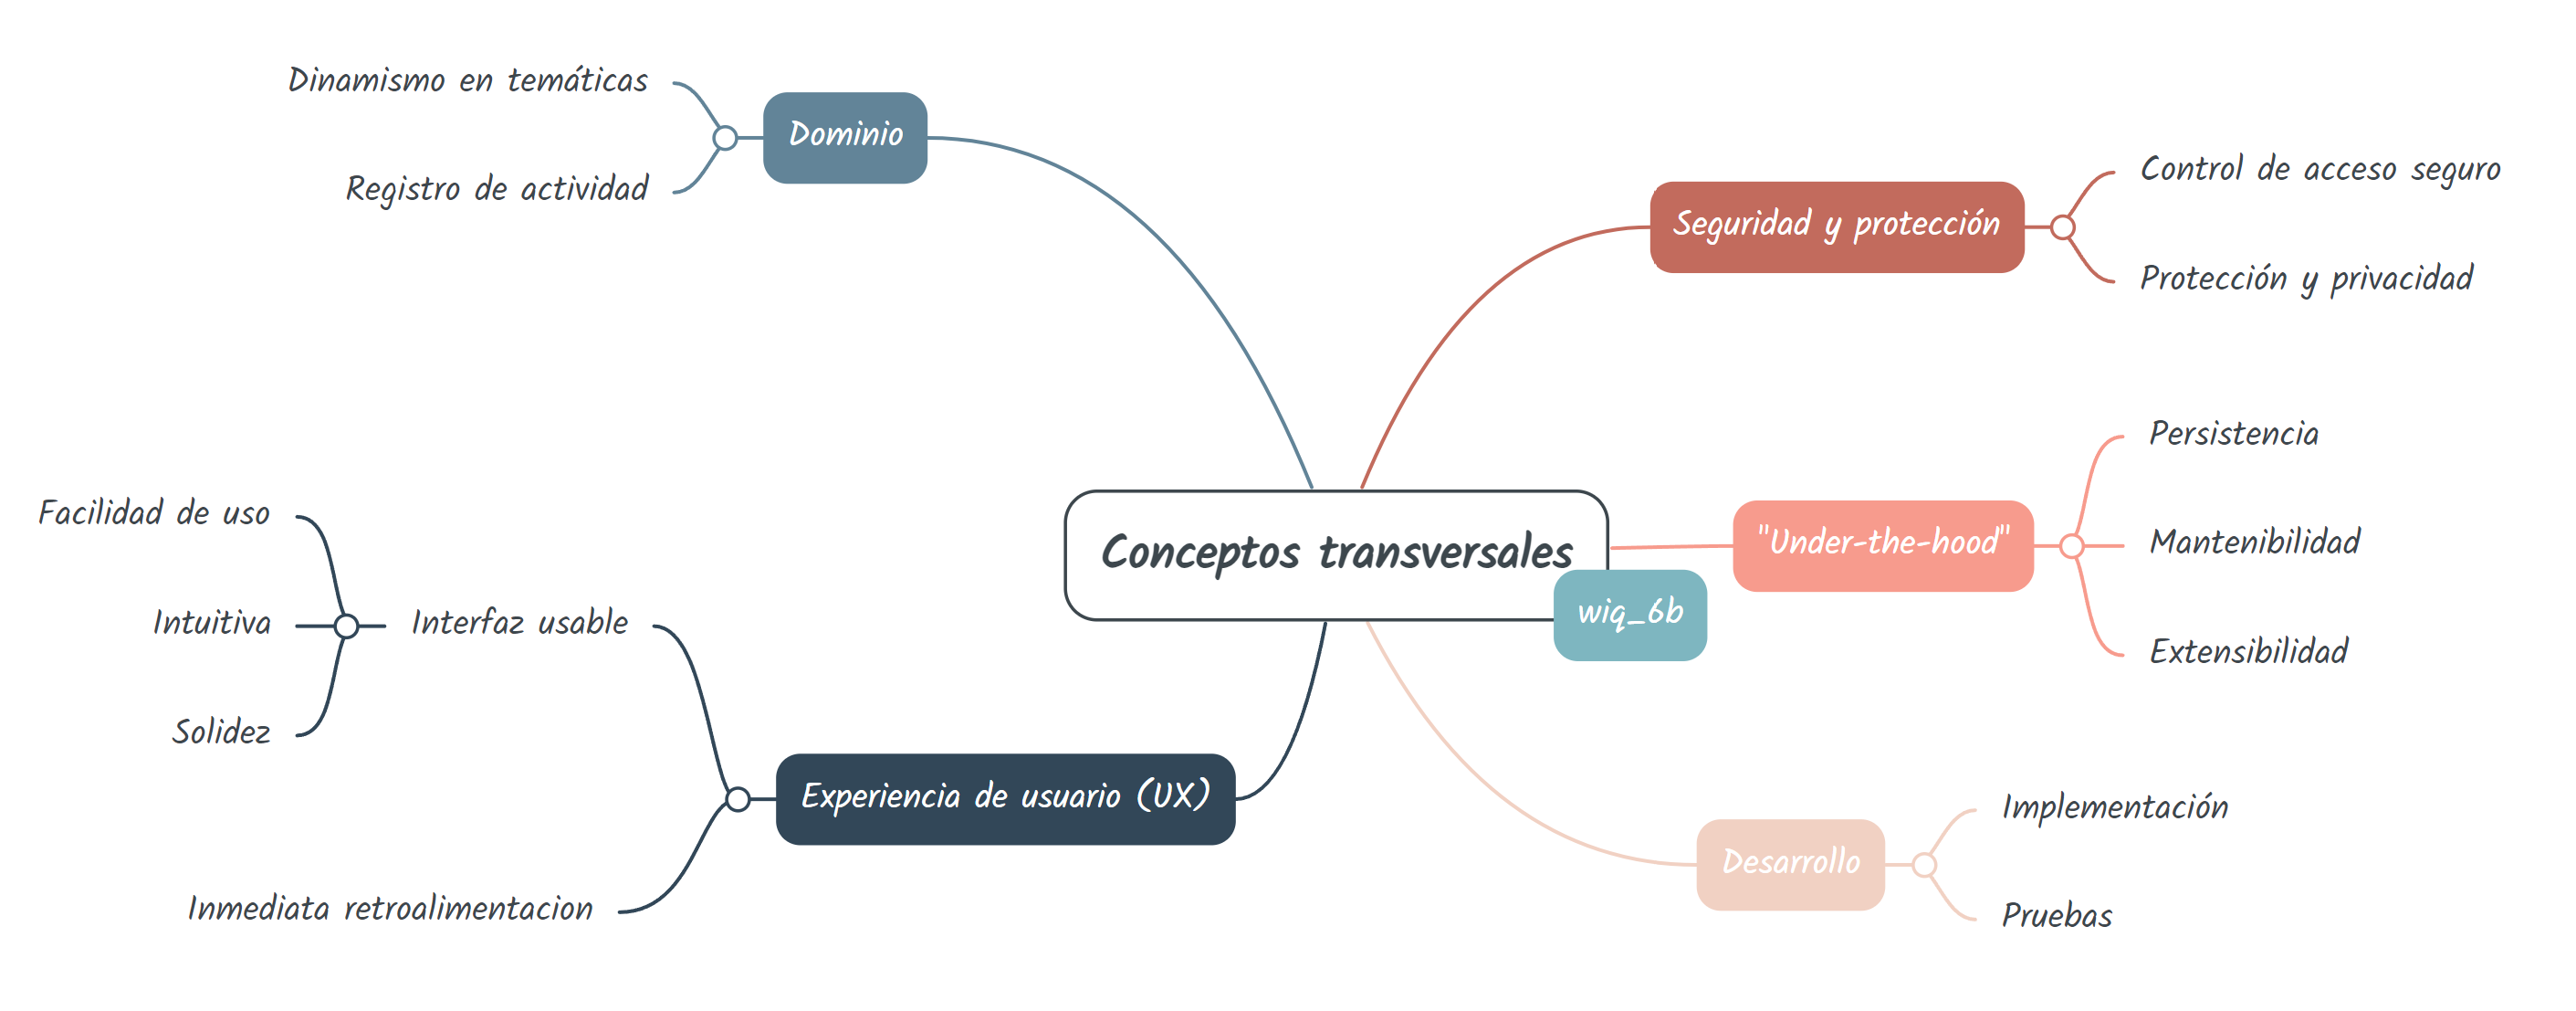 Dinamismo en temáticas
Dominio
Registro de actividad
Control de acceso seguro
Seguridad y protección
Protección y privacidad
Persistencia
Facilidad de uso
Conceptos transversales
"Under-the-hood"
Mantenibilidad
wiq_6b
Intuitiva
Interfaz usable
Extensibilidad
Solidez
Experiencia de usuario (UX)
Implementación
Desarrollo
Inmediata retroalimentacion
Pruebas